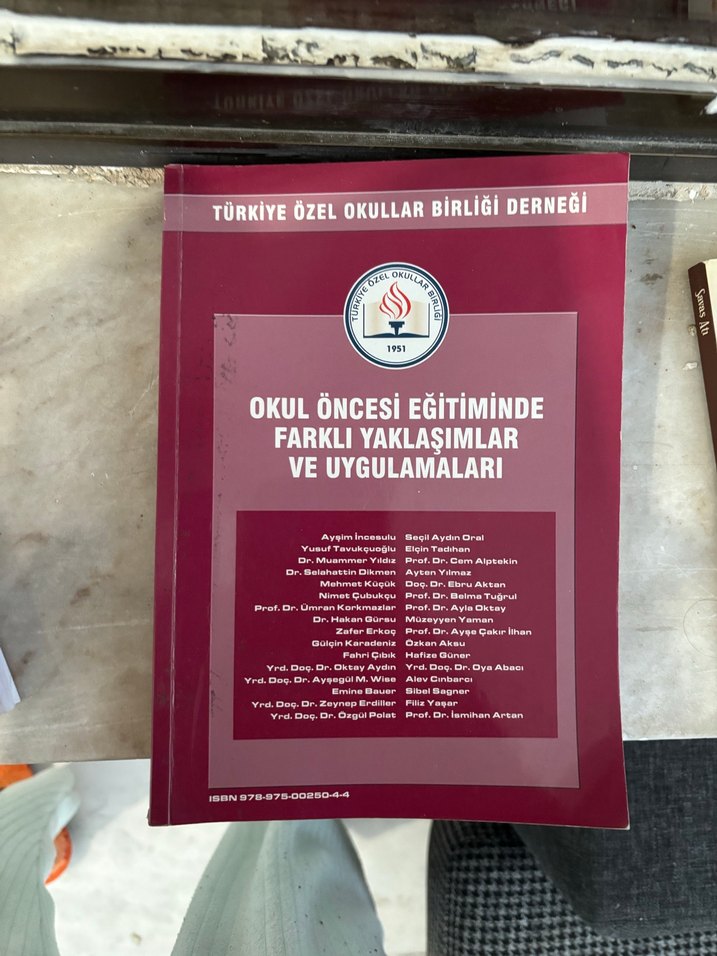 TÜRKİYE ÖZEL OKULLAR BİRLİĞİ DERNEĞİ
TÜRKİYE ÖZEL OKULLAR BİRLİĞİ
1951
OKUL ÖNCESİ EĞİTİMİNDE
FARKLI YAKLAŞIMLAR
VE UYGULAMALARI
Ayşim İncesulu Seçil Aydın Oral
Yusuf Tavukçuoğlu Elçin Tadıhan
Dr. Muammer Yıldız Prof. Dr. Cem Alptekin
Dr. Selahattin Dikmen Ayten Yılmaz
Mehmet Küçük Doç. Dr. Ebru Aktan
Nimet Çubukçu Prof. Dr. Belma Tuğrul
Prof. Dr. Ümran Korkmazlar Prof. Dr. Ayla Oktay
Dr. Hakan Gürsu Müzeyyen Yaman
Zafer Erkoç Prof. Dr. Ayşe Çakır İlhan
Gülçin Karadeniz Özkan Aksu
Fahri Çıbık Hafize Güner
Yrd. Doç. Dr. Oktay Aydın Yrd. Doç. Dr. Oya Abacı
Yrd. Doç. Dr. Ayşegül M. Wise Alev Cınbarcı
Emine Bauer Sibel Sagner
Yrd. Doç. Dr. Zeynep Erdiller Filiz Yaşar
Yrd. Doç. Dr. Özgül Polat Prof. Dr. İsmihan Artan
ISBN 978-975-00250-4-4
Savaş Atı